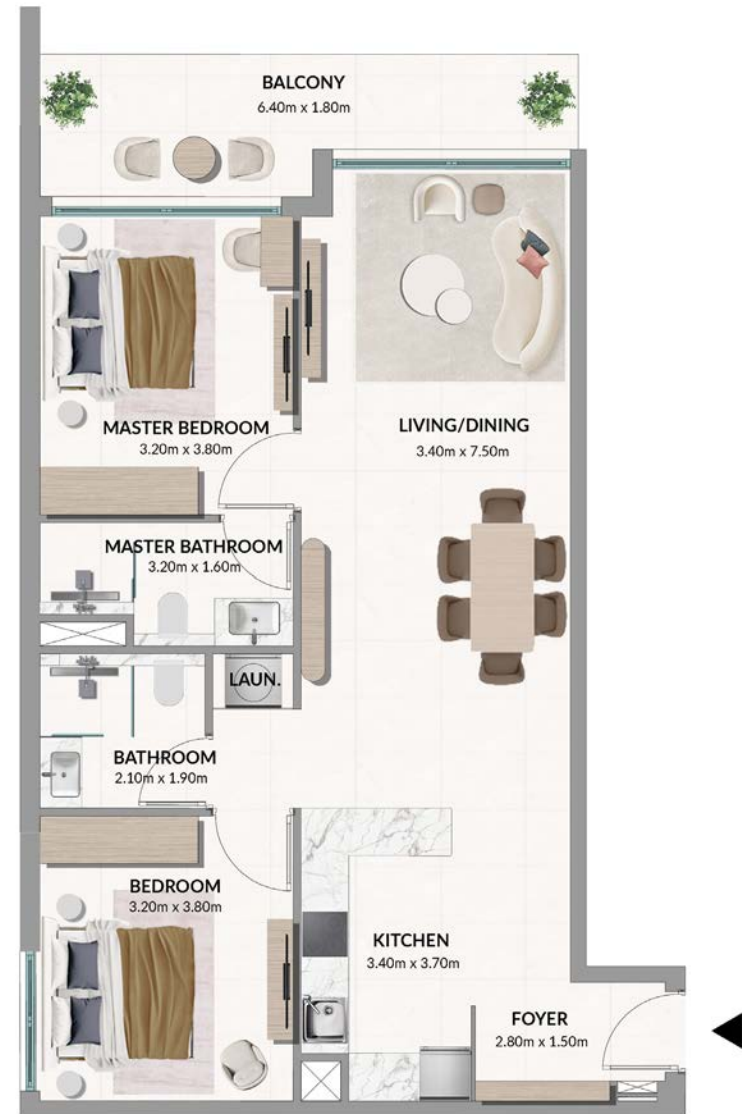 BALCONY
6.40m x 1.80m
MASTER BEDROOM
3.20m x 3.80m
LIVING/DINING
3.40m x 7.50m
MASTER BATHROOM
3.20m x 1.60m
LAUN.
BATHROOM
2.10m x 1.90m
BEDROOM
3.20m x 3.80m
KITCHEN
3.40m x 3.70m
FOYER
2.80m x 1.50m